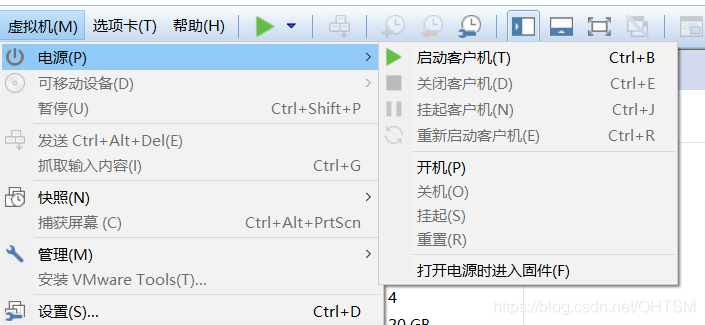 虚拟机(M) 选项卡(T) 帮助(H)
电源(P)
可移动设备(D)
暂停(U) Ctrl+Shift+P
发送 Ctrl+Alt+Del(E)
抓取输入内容(I) Ctrl+G
快照(N)
捕获屏幕 (C) Ctrl+Alt+PrtScn
管理(M)
安装 VMware Tools(T)...
设置(S)... Ctrl+D
启动客户机(T) Ctrl+B
关闭客户机(D) Ctrl+E
挂起客户机(N) Ctrl+J
重新启动客户机(E) Ctrl+R
开机(P)
关机(O)
挂起(S)
重置(R)
打开电源时进入固件(F)
4
20 GB
https://blog.csdn.net/QHTSM